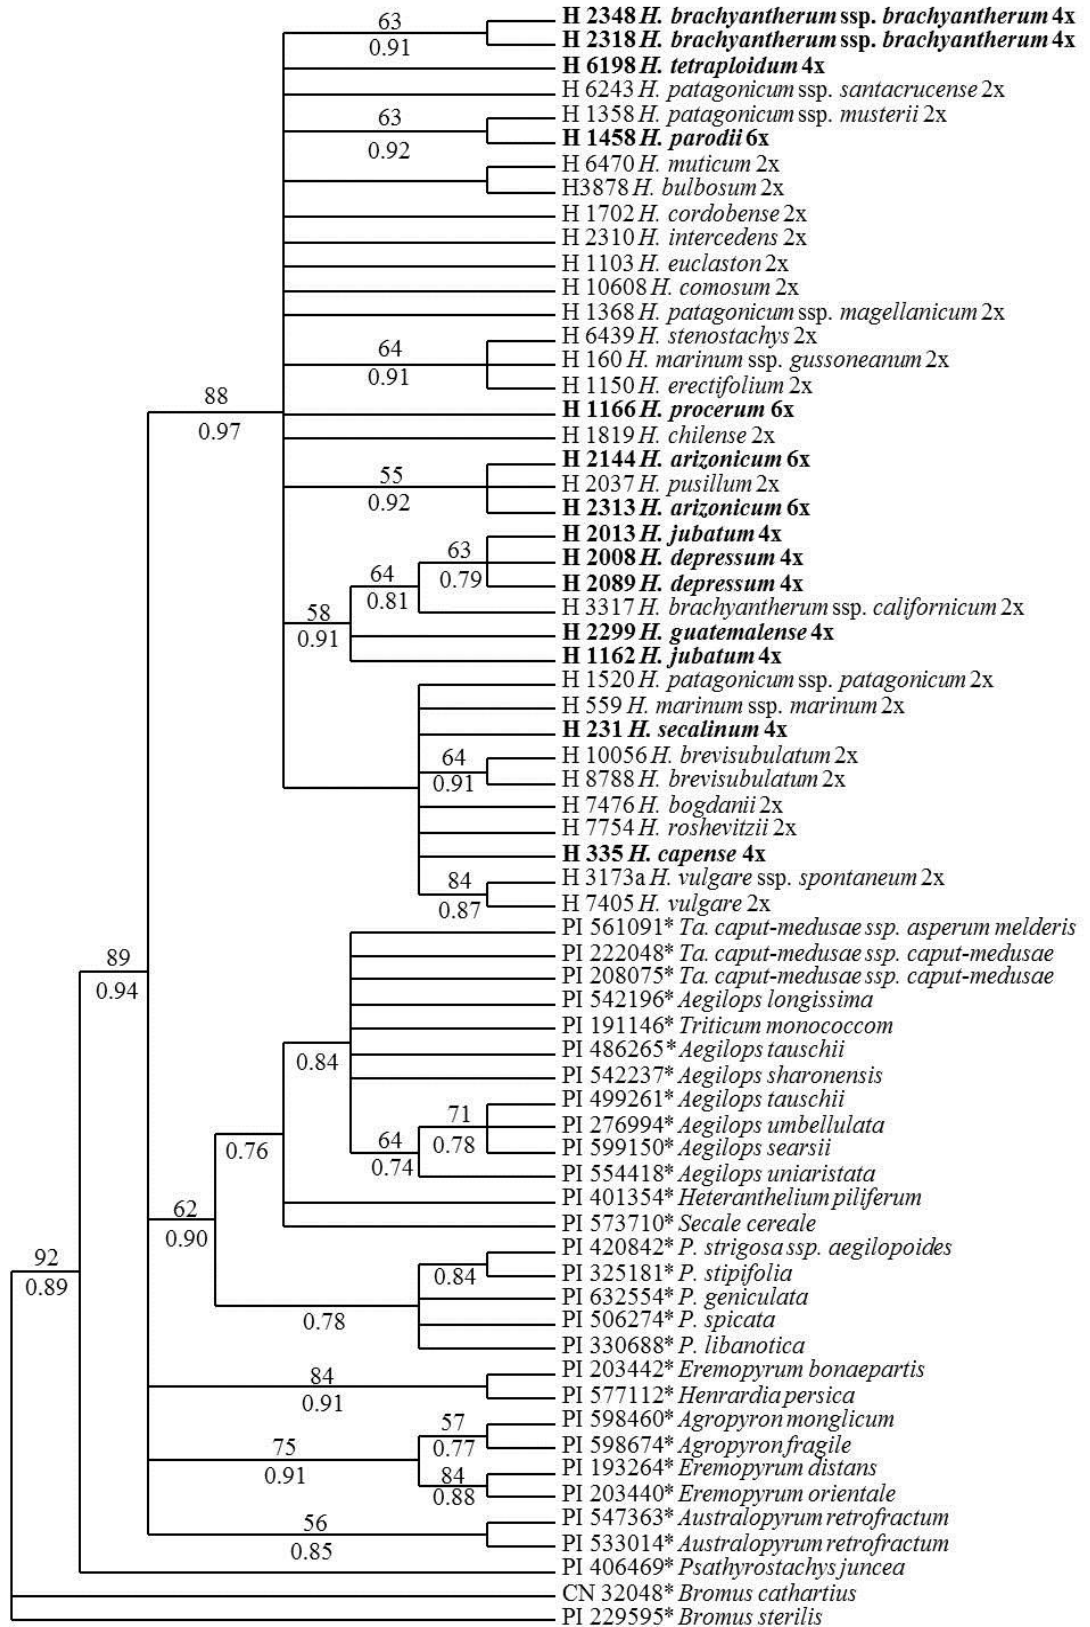 63
0.91
H 2348 H. brachyantherum ssp. brachyantherum 4x
H 2318 H. brachyantherum ssp. brachyantherum 4x
H 6198 H. tetraploidum 4x
H 6243 H. patagonicum ssp. santacrucense 2x
63
0.92
H 1358 H. patagonicum ssp. musterii 2x
H 1458 H. parodii 6x
H 6470 H. muticum 2x
H3878 H. bulbosum 2x
H 1702 H. cordobense 2x
H 2310 H. intercedens 2x
H 1103 H. euclaston 2x
H 10608 H. comosum 2x
H 1368 H. patagonicum ssp. magellanicum 2x
64
0.91
H 6439 H. stenostachys 2x
H 160 H. marinum ssp. gussoneanum 2x
H 1150 H. erectifolium 2x
88
0.97
H 1166 H. procerum 6x
H 1819 H. chilense 2x
55
0.92
H 2144 H. arizonicum 6x
H 2037 H. pusillum 2x
H 2313 H. arizonicum 6x
58
0.91
64
0.81
63
0.79
H 2013 H. jubatum 4x
H 2008 H. depressum 4x
H 2089 H. depressum 4x
H 3317 H. brachyantherum ssp. californicum 2x
H 2299 H. guatemalense 4x
H 1162 H. jubatum 4x
H 1520 H. patagonicum ssp. patagonicum 2x
H 559 H. marinum ssp. marinum 2x
H 231 H. secalinum 4x
64
0.91
H 10056 H. brevisubulatum 2x
H 8788 H. brevisubulatum 2x
H 7476 H. bogdanii 2x
H 7754 H. roshevitzii 2x
H 335 H. capense 4x
84
0.87
H 3173a H. vulgare ssp. spontaneum 2x
H 7405 H. vulgare 2x
89
0.94
PI 561091* Ta. caput-medusae ssp. asperum melderis
PI 222048* Ta. caput-medusae ssp. caput-medusae
PI 208075* Ta. caput-medusae ssp. caput-medusae
PI 542196* Aegilops longissima
PI 191146* Triticum monococcom
0.84
PI 486265* Aegilops tauschii
PI 542237* Aegilops sharonensis
0.76
64
0.74
71
0.78
PI 499261* Aegilops tauschii
PI 276994* Aegilops umbellulata
PI 599150* Aegilops searsii
PI 554418* Aegilops uniaristata
PI 401354* Heteranthelium piliferum
62
0.90
PI 573710* Secale cereale
92
0.89
0.84
PI 420842* P. strigosa ssp. aegilopoides
PI 325181* P. stipifolia
0.78
PI 632554* P. geniculata
PI 506274* P. spicata
PI 330688* P. libanotica
84
0.91
PI 203442* Eremopyrum bonaepartis
PI 577112* Henrardia persica
75
0.91
57
0.77
PI 598460* Agropyron monglicum
PI 598674* Agropyron fragile
84
0.88
PI 193264* Eremopyrum distans
PI 203440* Eremopyrum orientale
56
0.85
PI 547363* Australopyrum retrofractum
PI 533014* Australopyrum retrofractum
PI 406469* Psathyrostachys juncea
CN 32048* Bromus cathartius
PI 229595* Bromus sterilis